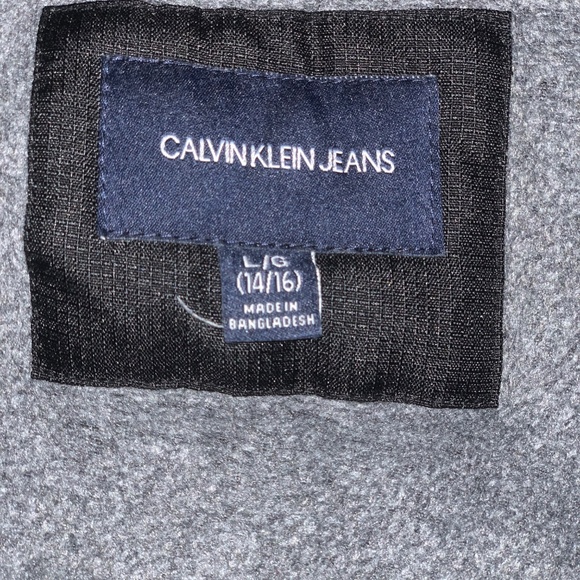 CALVIN KLEIN JEANS
L/G
(14/16)
MADE IN
BANGLADESH